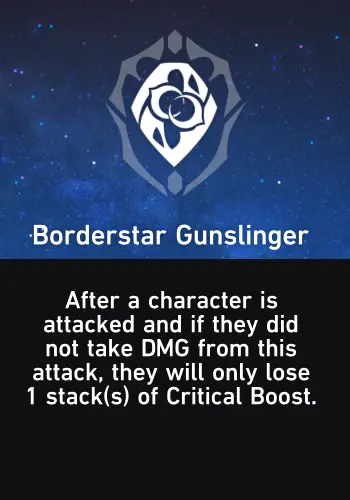 Borderstar Gunslinger
After a character is
attacked and if they did
not take DMG from this
attack, they will only lose
1 stack(s) of Critical Boost.